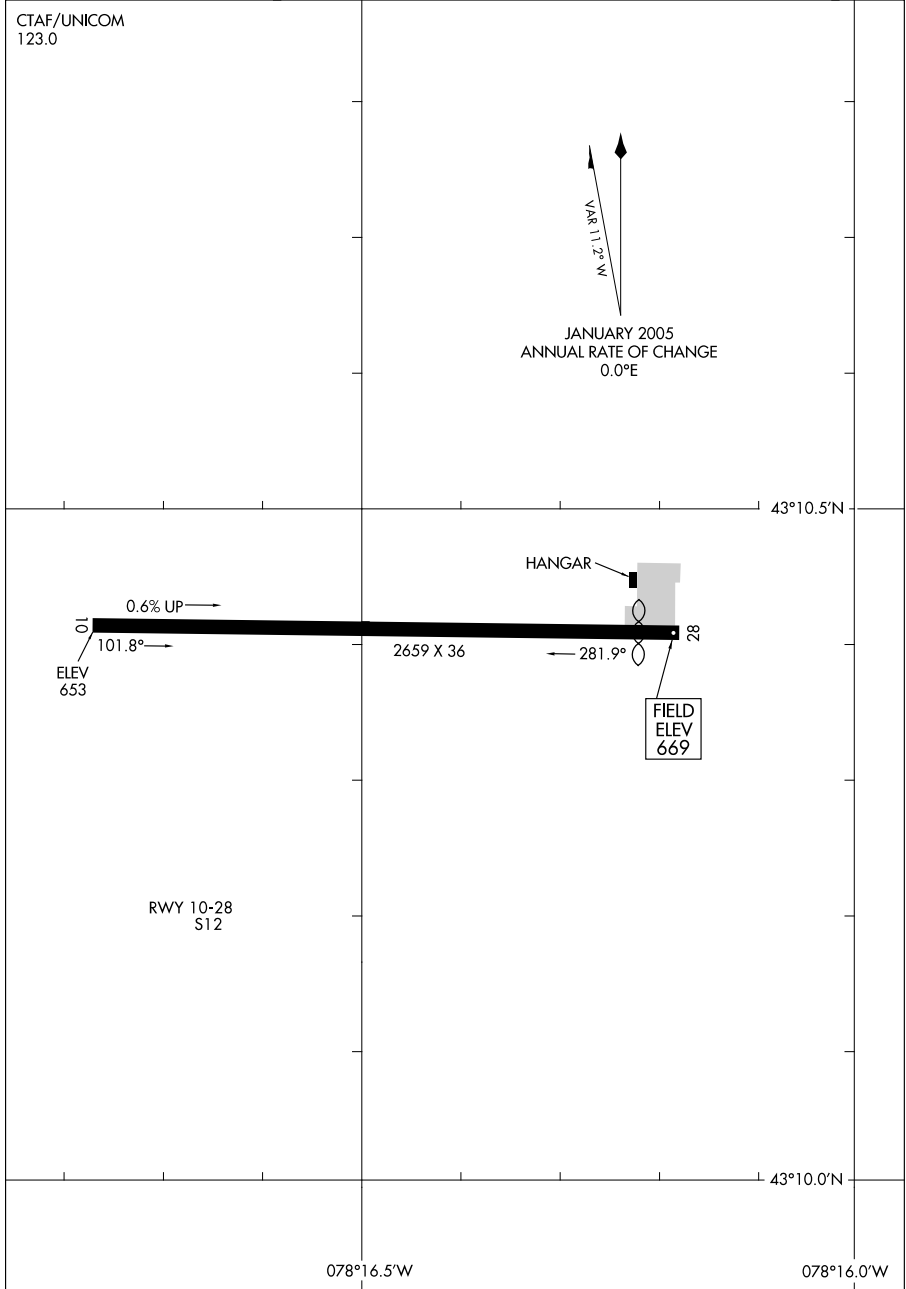 CTAF/UNICOM
123.0
VAR 11.2° W
JANUARY 2005
ANNUAL RATE OF CHANGE
0.0°E
43°10.5'N
HANGAR
0.6% UP
10
28
101.8°
2659 X 36
281.9°
ELEV
653
FIELD
ELEV
669
RWY 10-28
S12
43°10.0'N
078°16.5'W
078°16.0'W